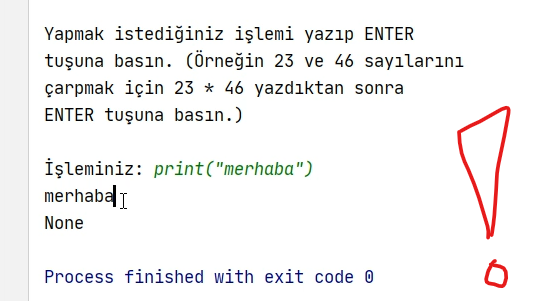 Yapmak istediğiniz işlemi yazıp ENTER
tuşuna basın. (Örneğin 23 ve 46 sayılarını
çarpmak için 23 * 46 yazdıktan sonra
ENTER tuşuna basın.)
İşleminiz: print("merhaba")
merhaba
None
Process finished with exit code 0